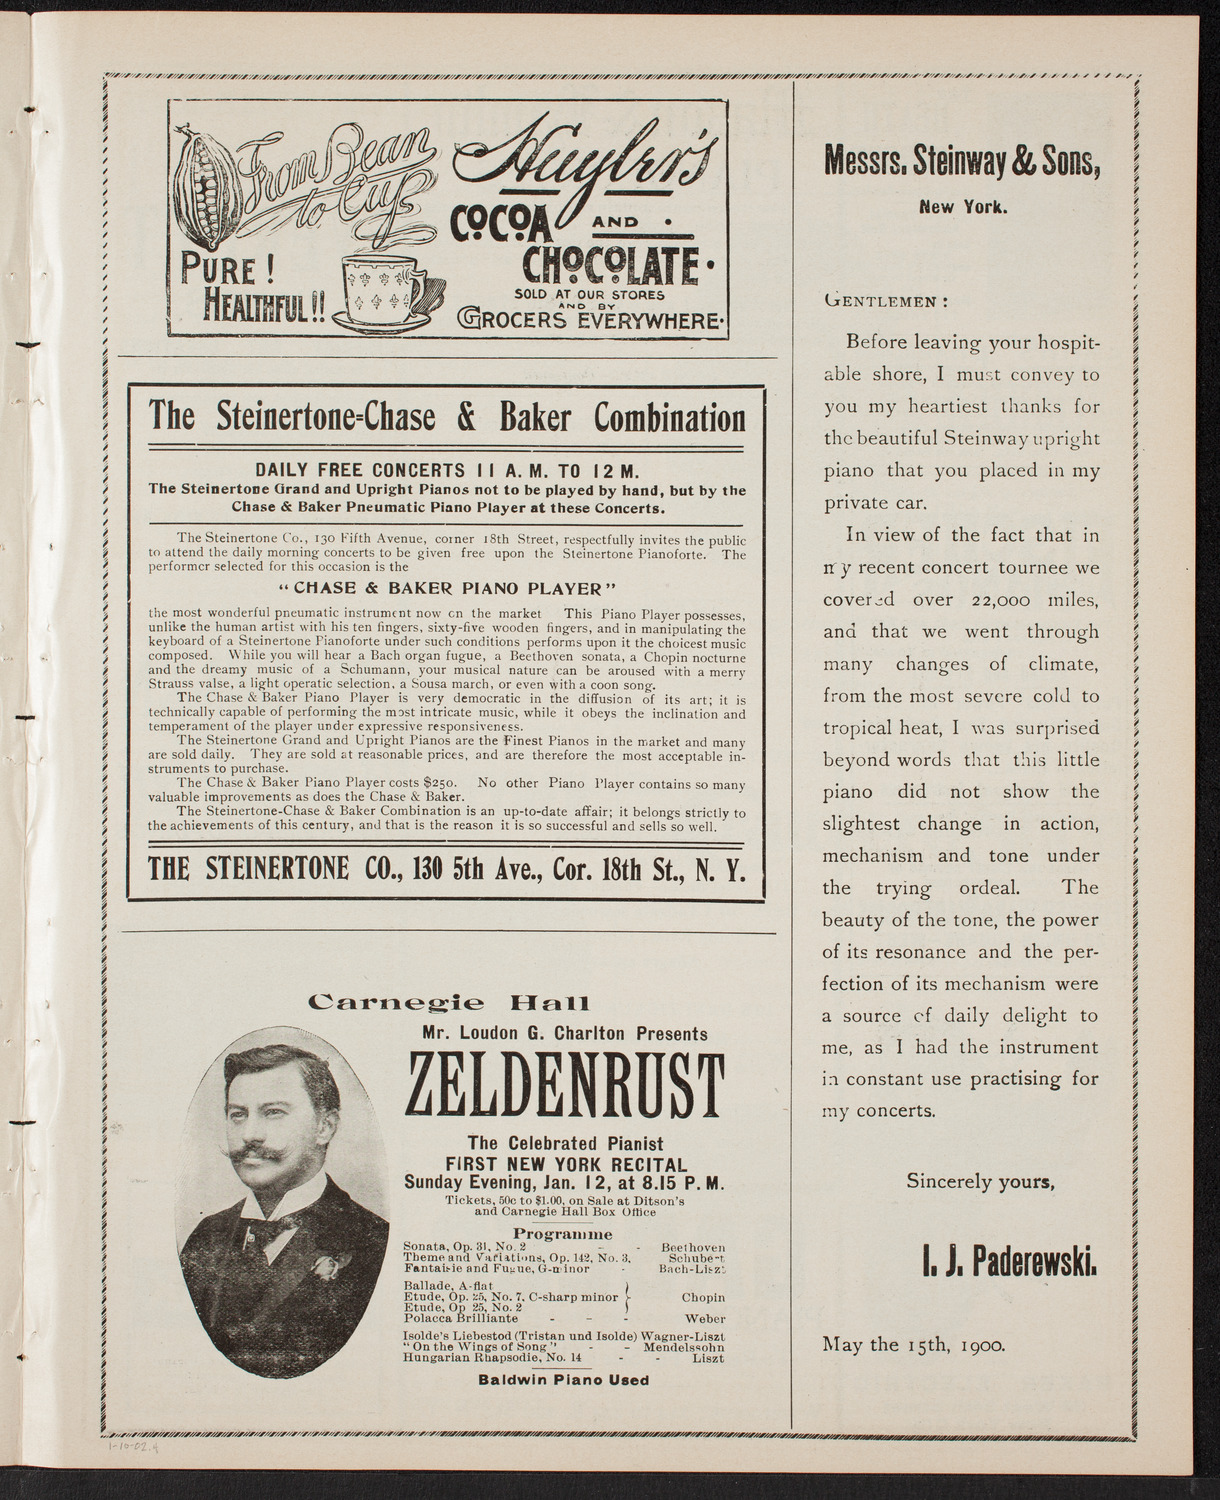 From Bean
to Cup
PURE!
HEALTHFUL!!
Huyler's
COCOA AND
CHOCOLATE.
SOLD AT OUR STORES
AND BY
GROCERS EVERYWHERE.
The Steinertone=Chase & Baker Combination
DAILY FREE CONCERTS 11 A. M. TO 12 M.
The Steinertone Grand and Upright Pianos not to be played by hand, but by the
Chase & Baker Pneumatic Piano Player at these Concerts.
The Steinertone Co., 130 Fifth Avenue, corner 18th Street, respectfully invites the public
to attend the daily morning concerts to be given free upon the Steinertone Pianoforte. The
performer selected for this occasion is the
"CHASE & BAKER PIANO PLAYER"
the most wonderful pneumatic instrument now on the market This Piano Player possesses,
unlike the human artist with his ten fingers, sixty-five wooden fingers, and in manipulating the
keyboard of a Steinertone Pianoforte under such conditions performs upon it the choicest music
composed. While you will hear a Bach organ fugue, a Beethoven sonata, a Chopin nocturne
and the dreamy music of a Schumann, your musical nature can be aroused with a merry
Strauss valse, a light operatic selection, a Sousa march, or even with a coon song.
The Chase & Baker Piano Player is very democratic in the diffusion of its art; it is
technically capable of performing the most intricate music, while it obeys the inclination and
temperament of the player under expressive responsiveness.
The Steinertone Grand and Upright Pianos are the Finest Pianos in the market and many
are sold daily. They are sold at reasonable prices, and are therefore the most acceptable in-
struments to purchase.
The Chase & Baker Piano Player costs $250. No other Piano Player contains so many
valuable improvements as does the Chase & Baker.
The Steinertone-Chase & Baker Combination is an up-to-date affair; it belongs strictly to
the achievements of this century, and that is the reason it is so successful and sells so well.
THE STEINERTONE CO., 130 5th Ave., Cor. 18th St., N. Y.
Carnegie Hall
Mr. Loudon G. Charlton Presents
ZELDENRUST
The Celebrated Pianist
FIRST NEW YORK RECITAL
Sunday Evening, Jan. 12, at 8.15 P. M.
Tickets, 50c to $1.00, on Sale at Ditson's
and Carnegie Hall Box Office
Programme
Sonata, Op. 31, No. 2 - - Beethoven
Theme and Variations, Op. 142, No. 3, Schubert
Fantaisie and Fugue, G-minor - Bach-Liszt
Ballade, A-flat
Etude, Op. 25, No. 7, C-sharp minor } Chopin
Etude, Op 25, No. 2
Polacca Brilliante - - - Weber
Isolde's Liebestod (Tristan und Isolde) Wagner-Liszt
"On the Wings of Song" - - Mendelssohn
Hungarian Rhapsodie, No. 14 - - Liszt
Baldwin Piano Used
Messrs. Steinway & Sons,
New York.
GENTLEMEN:
Before leaving your hospit-
able shore, I must convey to
you my heartiest thanks for
the beautiful Steinway upright
piano that you placed in my
private car.
In view of the fact that in
my recent concert tournee we
covered over 22,000 miles,
and that we went through
many changes of climate,
from the most severe cold to
tropical heat, I was surprised
beyond words that this little
piano did not show the
slightest change in action,
mechanism and tone under
the trying ordeal. The
beauty of the tone, the power
of its resonance and the per-
fection of its mechanism were
a source of daily delight to
me, as I had the instrument
in constant use practising for
my concerts.
Sincerely yours,
I. J. Paderewski.
May the 15th, 1900.
1-10-02.9